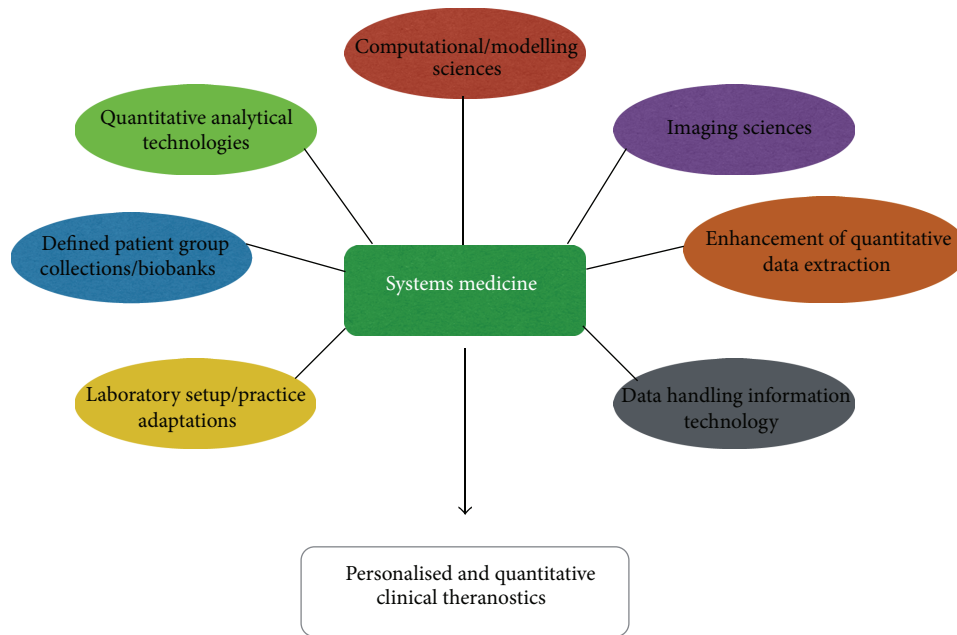 Computational/modelling
sciences
Quantitative analytical
technologies
Imaging sciences
Defined patient group
collections/biobanks
Enhancement of quantitative
data extraction
Systems medicine
Laboratory setup/practice
adaptations
Data handling information
technology
Personalised and quantitative
clinical theranostics